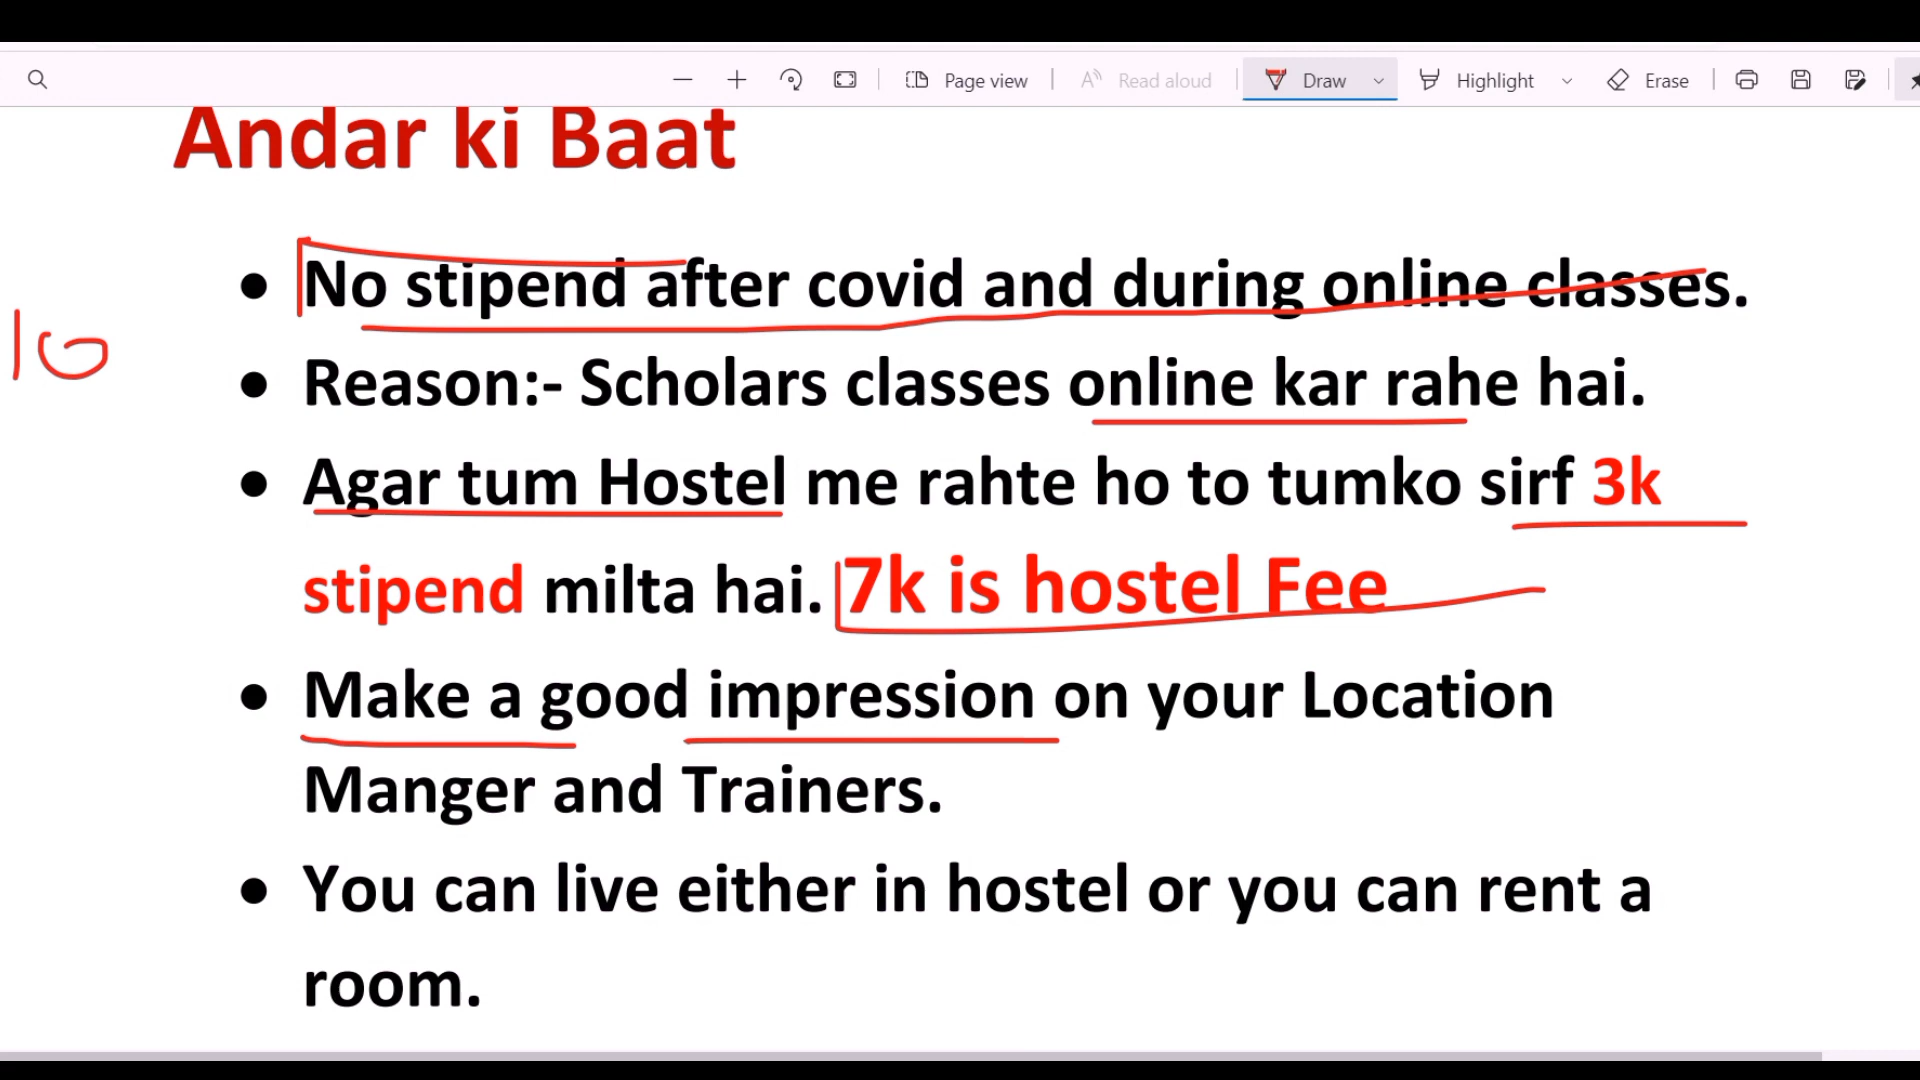 Page view
Read aloud
Draw
Highlight
Erase
Andar ki Baat
• No stipend after covid and during online classes.
10
• Reason:- Scholars classes online kar rahe hai.
• Agar tum Hostel me rahte ho to tumko sirf 3k
stipend milta hai. 7k is hostel Fee
• Make a good impression on your Location
Manger and Trainers.
• You can live either in hostel or you can rent a
room.